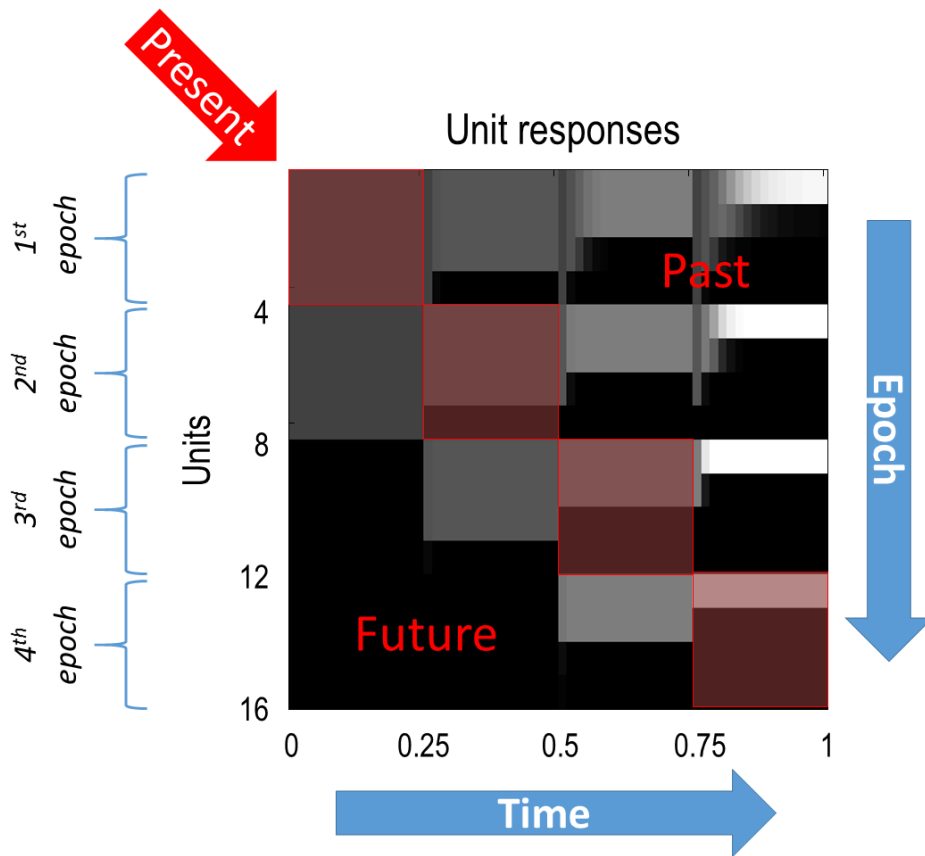 Present
Unit responses
1st
epoch
2nd
epoch
3rd
epoch
4th
epoch
Units
4
8
12
16
Past
Future
Epoch
0 0.25 0.5 0.75 1
Time